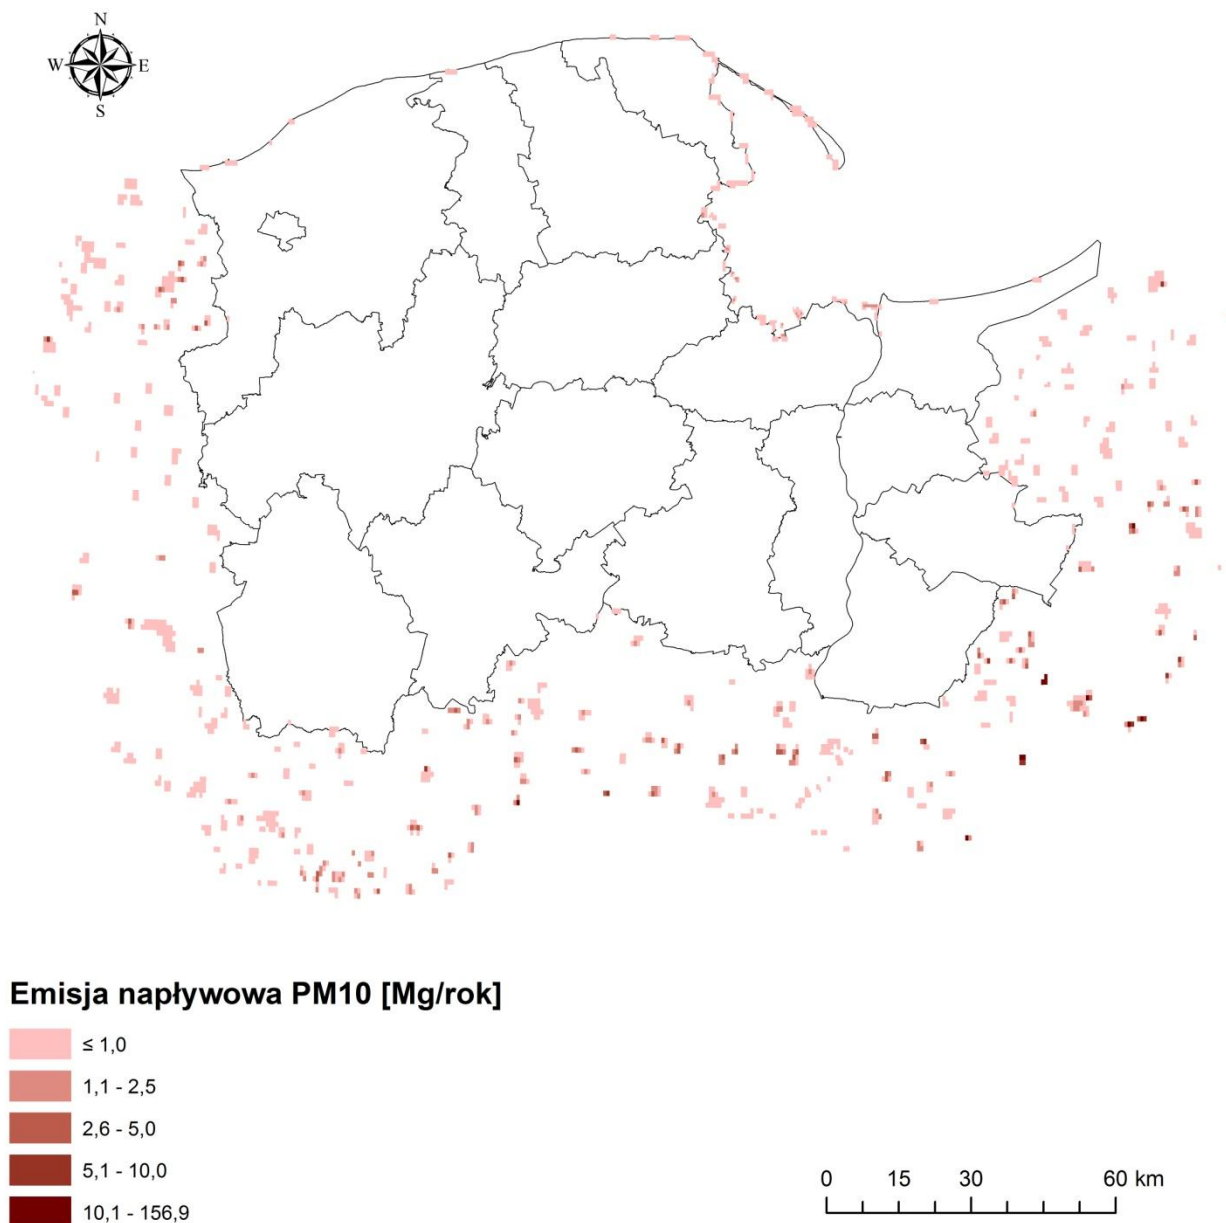 N
W E
S
Emisja napływowa PM10 [Mg/rok]
≤ 1,0
1,1 - 2,5
2,6 - 5,0
5,1 - 10,0
10,1 - 156,9
0 15 30 60 km